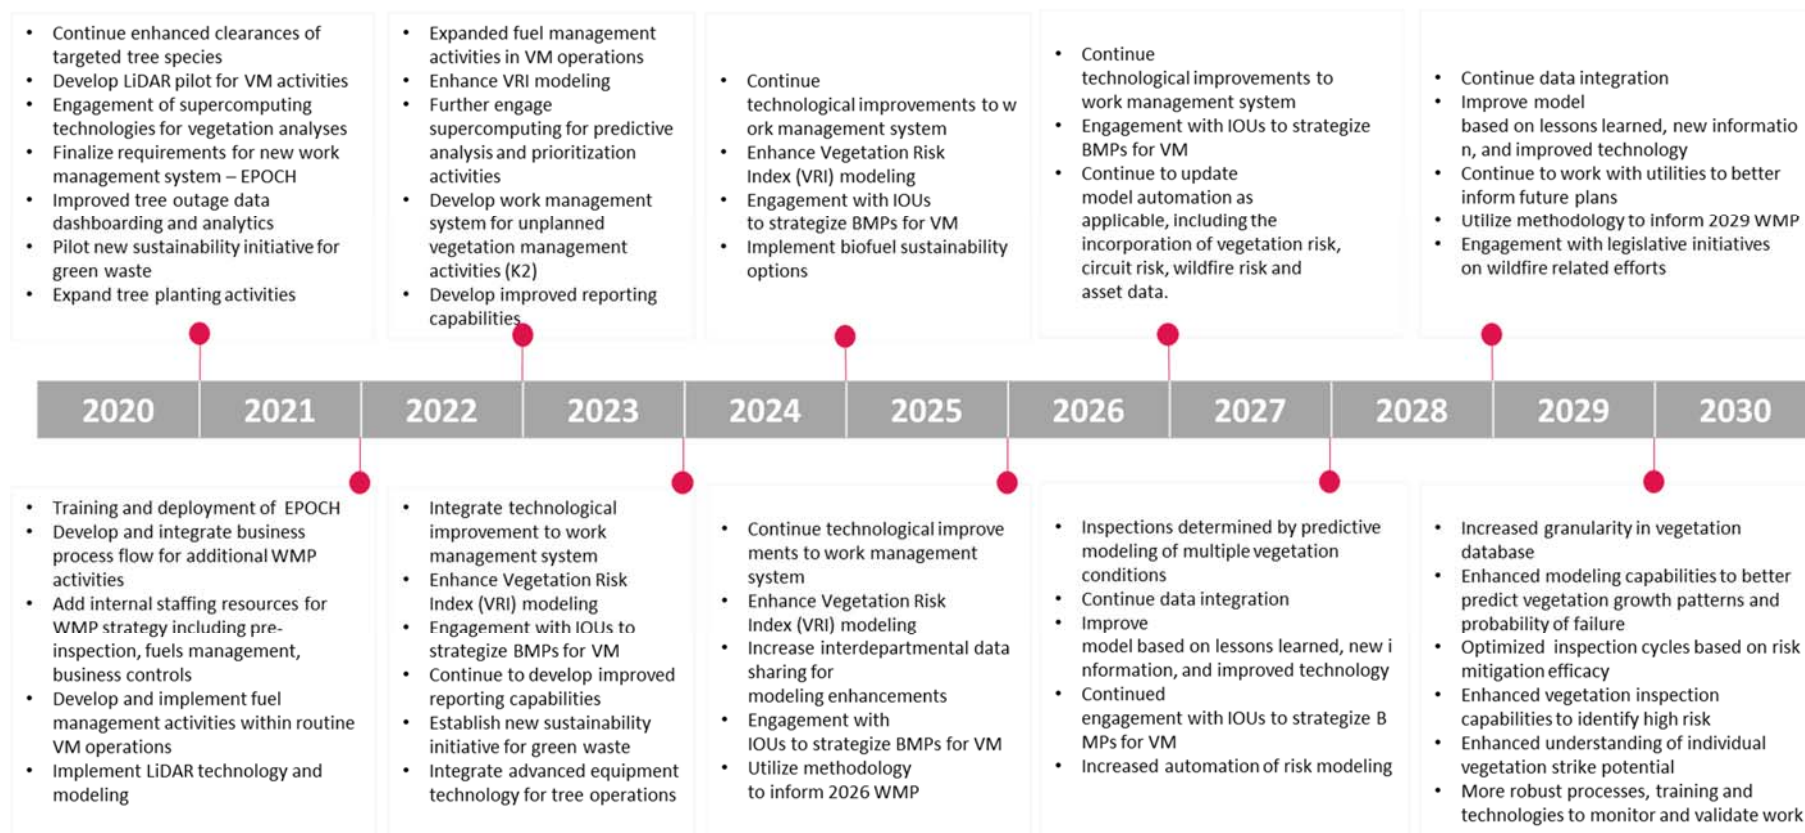 • Continue enhanced clearances of
targeted tree species
• Develop LiDAR pilot for VM activities
• Engagement of supercomputing
technologies for vegetation analyses
• Finalize requirements for new work
management system – EPOCH
• Improved tree outage data
dashboarding and analytics
• Pilot new sustainability initiative for
green waste
• Expand tree planting activities
• Expanded fuel management
activities in VM operations
• Enhance VRI modeling
• Further engage
supercomputing for predictive
analysis and prioritization
activities
• Develop work management
system for unplanned
vegetation management
activities (K2)
• Develop improved reporting
capabilities
• Continue
technological improvements to w
ork management system
• Enhance Vegetation Risk
Index (VRI) modeling
• Engagement with IOUs
to strategize BMPs for VM
• Implement biofuel sustainability
options
• Continue
technological improvements to
work management system
• Engagement with IOUs to strategize
BMPs for VM
• Continue to update
model automation as
applicable, including the
incorporation of vegetation risk,
circuit risk, wildfire risk and
asset data.
• Continue data integration
• Improve model
based on lessons learned, new informatio
n, and improved technology
• Continue to work with utilities to better
inform future plans
• Utilize methodology to inform 2029 WMP
• Engagement with legislative initiatives
on wildfire related efforts
2020 2021 2022 2023 2024 2025 2026 2027 2028 2029 2030
• Training and deployment of EPOCH
• Develop and integrate business
process flow for additional WMP
activities
• Add internal staffing resources for
WMP strategy including pre-
inspection, fuels management,
business controls
• Develop and implement fuel
management activities within routine
VM operations
• Implement LiDAR technology and
modeling
• Integrate technological
improvement to work
management system
• Enhance Vegetation Risk
Index (VRI) modeling
• Engagement with IOUs to
strategize BMPs for VM
• Continue to develop improved
reporting capabilities
• Establish new sustainability
initiative for green waste
• Integrate advanced equipment
technology for tree operations
• Continue technological improve
ments to work management
system
• Enhance Vegetation Risk
Index (VRI) modeling
• Increase interdepartmental data
sharing for
modeling enhancements
• Engagement with
IOUs to strategize BMPs for VM
• Utilize methodology
to inform 2026 WMP
• Inspections determined by predictive
modeling of multiple vegetation
conditions
• Continue data integration
• Improve
model based on lessons learned, new i
nformation, and improved technology
• Continued
engagement with IOUs to strategize B
MPs for VM
• Increased automation of risk modeling
• Increased granularity in vegetation
database
• Enhanced modeling capabilities to better
predict vegetation growth patterns and
probability of failure
• Optimized inspection cycles based on risk
mitigation efficacy
• Enhanced vegetation inspection
capabilities to identify high risk
• Enhanced understanding of individual
vegetation strike potential
• More robust processes, training and
technologies to monitor and validate work